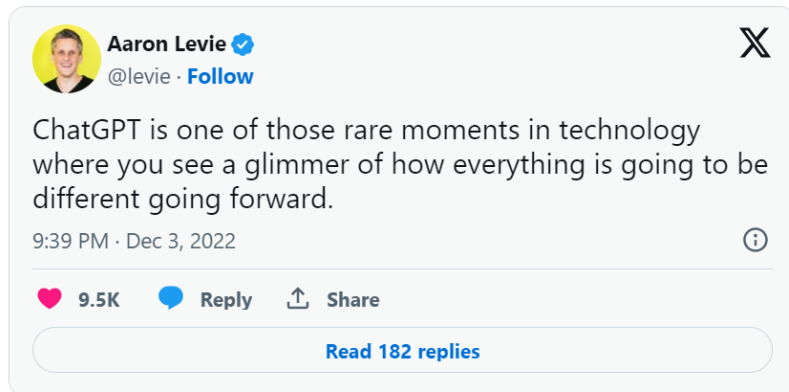 Aaron Levie
@levie · Follow
ChatGPT is one of those rare moments in technology
where you see a glimmer of how everything is going to be
different going forward.
9:39 PM · Dec 3, 2022
9.5K Reply Share
Read 182 replies